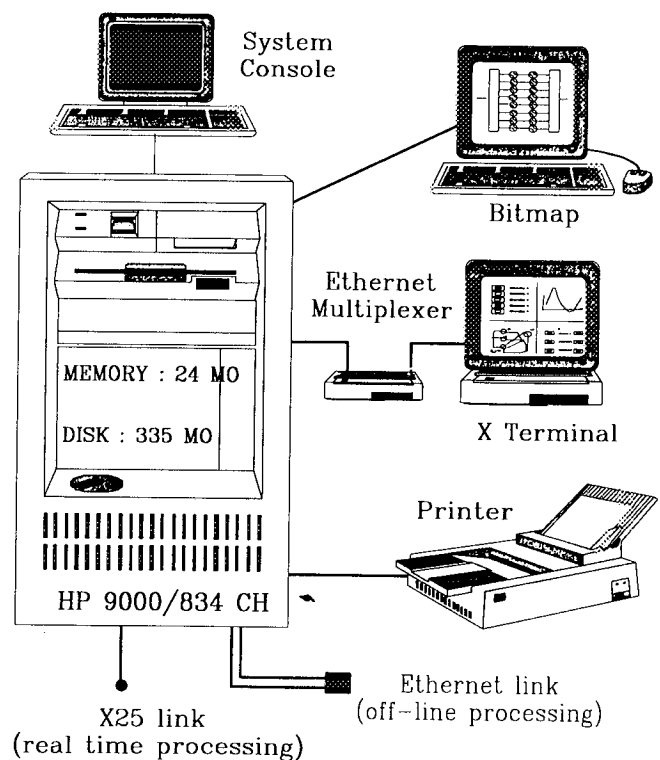 System
Console
Bitmap
Ethernet
Multiplexer
MEMORY : 24 MO
DISK : 335 MO
X Terminal
Printer
HP 9000/834 CH
Ethernet link
(off-line processing)
X25 link
(real time processing)